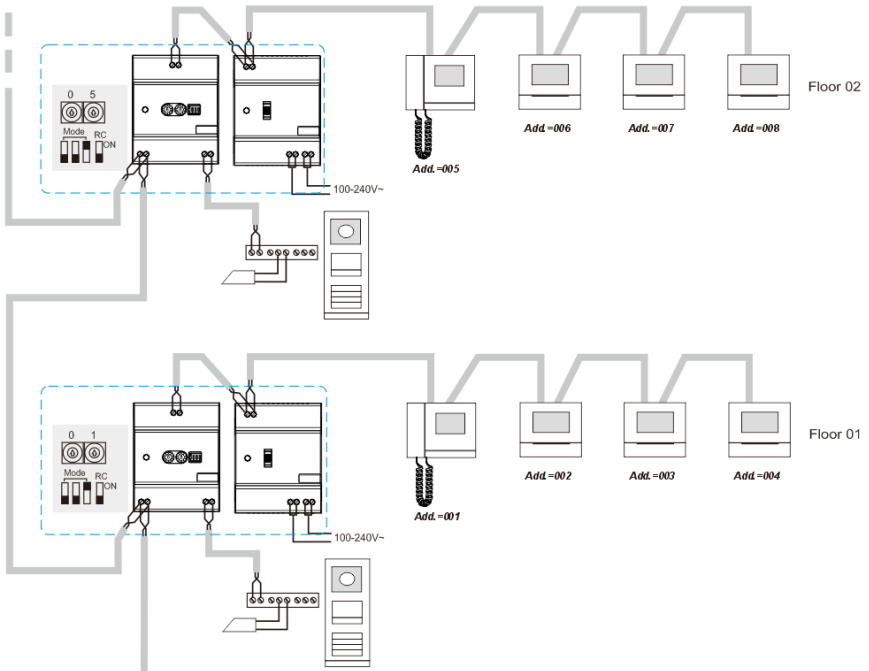 Floor 02
0 5
Mode
RC
ON
Add.=005
Add.=006
Add.=007
Add.=008
100-240V~
Floor 01
0 1
Mode
RC
ON
Add.=001
Add.=002
Add.=003
Add.=004
100-240V~